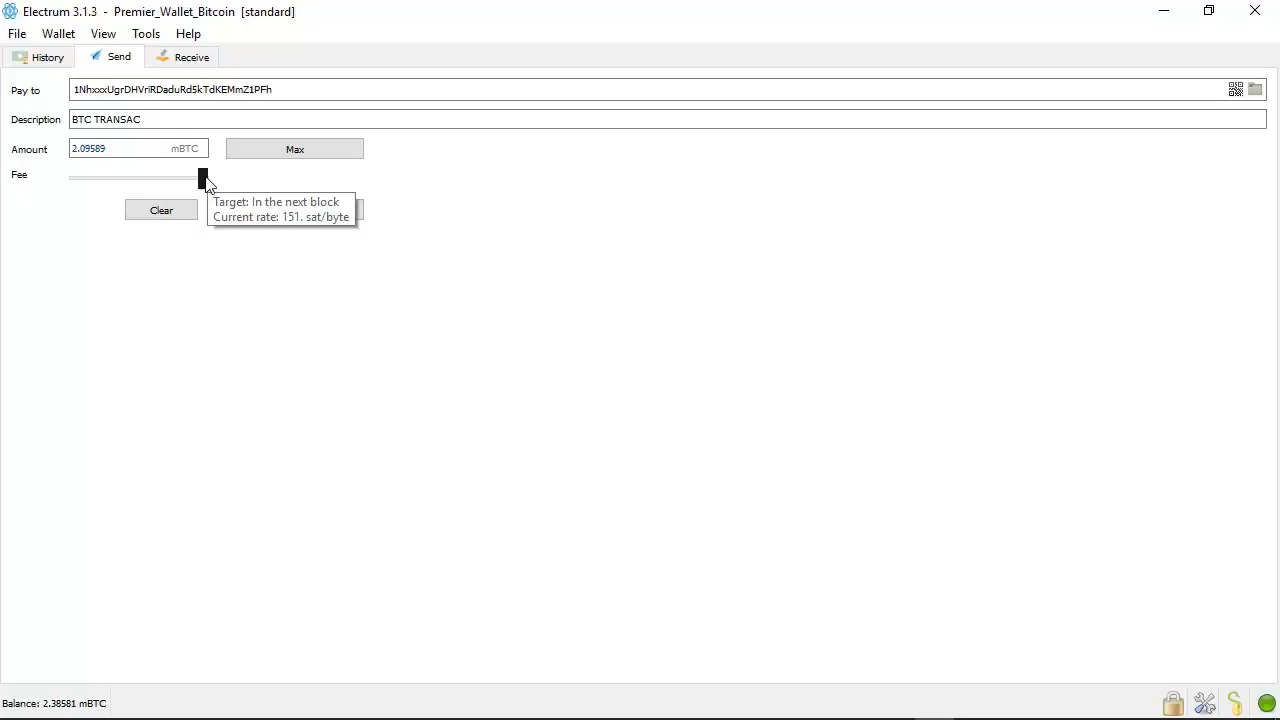 Electrum 3.1.3 - Premier_Wallet_Bitcoin [standard]
File Wallet View Tools Help
History Send Receive
Pay to 1NhxxxUgrDHVriRDaduRd5kTdKEMmZ1PFh
Description BTC TRANSAC
Amount 2.09589 mBTC Max
Fee
Target: In the next block
Clear
Current rate: 151. sat/byte
Balance: 2.38581 mBTC